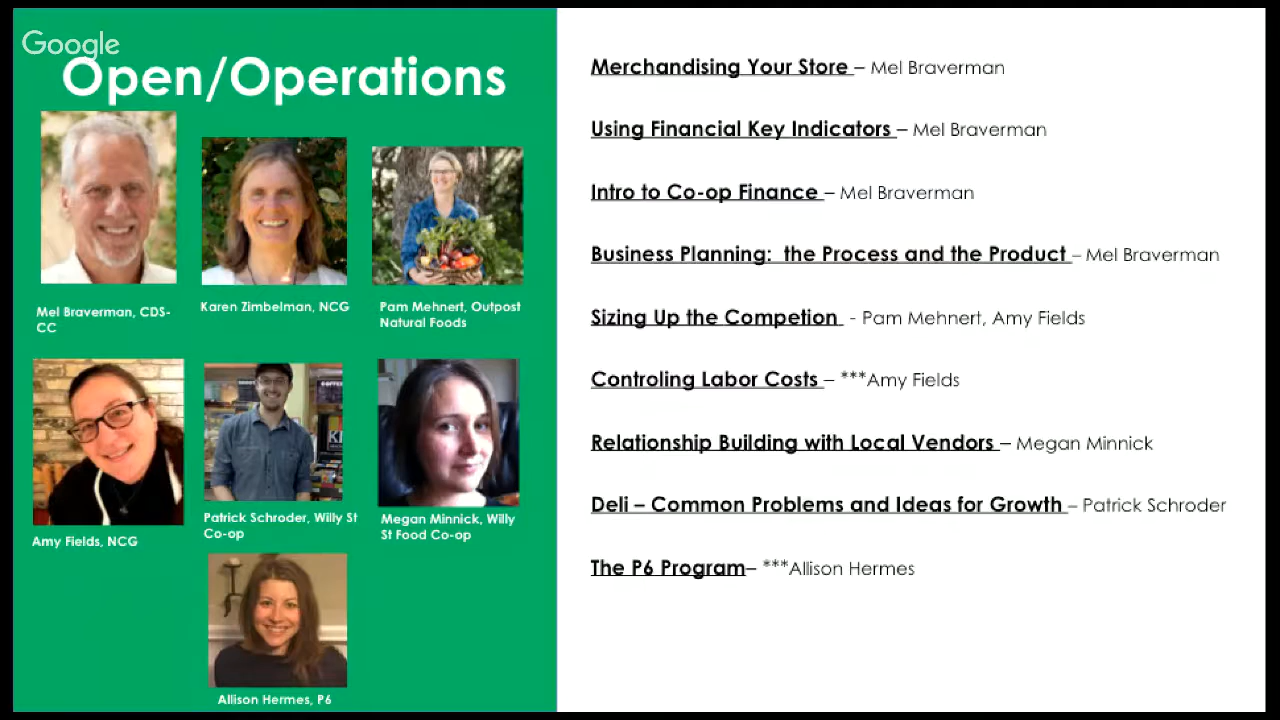 Google
Open/Operations
Mel Braverman, CDS-
CC
Karen Zimbelman, NCG
Pam Mehnert, Outpost
Natural Foods
Amy Fields, NCG
Patrick Schroder, Willy St
Co-op
Megan Minnick, Willy
St Food Co-op
Allison Hermes, P6
Merchandising Your Store – Mel Braverman
Using Financial Key Indicators – Mel Braverman
Intro to Co-op Finance – Mel Braverman
Business Planning:  the Process and the Product – Mel Braverman
Sizing Up the Competion  - Pam Mehnert, Amy Fields
Controling Labor Costs – ***Amy Fields
Relationship Building with Local Vendors – Megan Minnick
Deli – Common Problems and Ideas for Growth – Patrick Schroder
The P6 Program– ***Allison Hermes